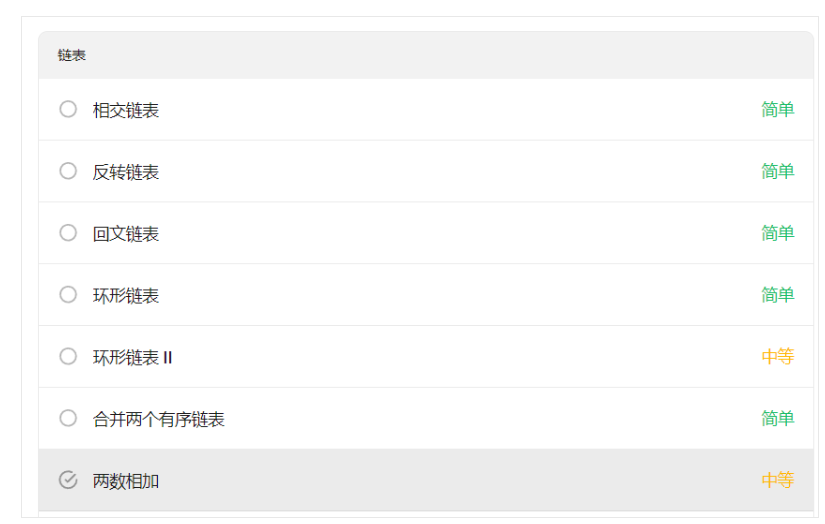 链表
相交链表 简单
反转链表 简单
回文链表 简单
环形链表 简单
环形链表 II 中等
合并两个有序链表 简单
两数相加 中等